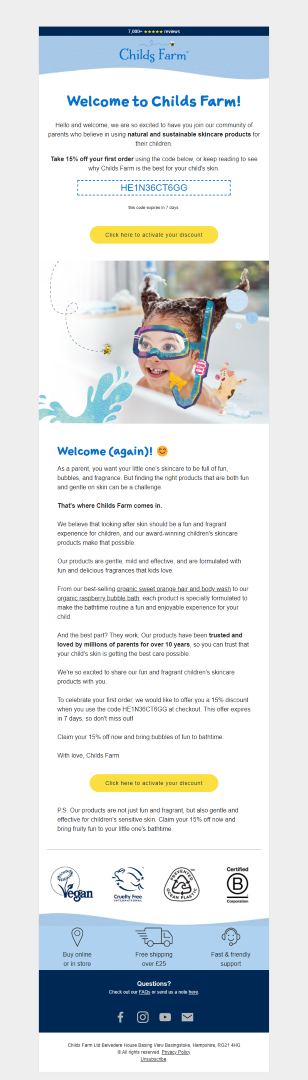 7,000+ ★★★★★ reviews
Childs Farm
Welcome to Childs Farm!
Hello and welcome, we are so excited to have you join our community of
parents who believe in using natural and sustainable skincare products for
their children.
Take 15% off your first order using the code below, or keep reading to see
why Childs Farm is the best for your child's skin.
HE1N36CT6GG
this code expires in 7 days
Click here to activate your discount
Welcome (again)! 😊
As a parent, you want your little one's skincare to be full of fun,
bubbles, and fragrance. But finding the right products that are both fun
and gentle on skin can be a challenge.
That's where Childs Farm comes in.
We believe that looking after skin should be a fun and fragrant
experience for children, and our award-winning children's skincare
products make that possible.
Our products are gentle, mild and effective, and are formulated with
fun and delicious fragrances that kids love.
From our best-selling organic sweet orange hair and body wash to our
organic raspberry bubble bath, each product is specially formulated to
make the bathtime routine a fun and enjoyable experience for your
child.
And the best part? They work. Our products have been trusted and
loved by millions of parents for over 10 years, so you can trust that
your child's skin is getting the best care possible.
We're so excited to share our fun and fragrant children's skincare
products with you.
To celebrate your first order, we would like to offer you a 15% discount
when you use the code HE1N36CT6GG at checkout. This offer expires
in 7 days, so don't miss out!
Claim your 15% off now and bring bubbles of fun to bathtime.
With love, Childs Farm
Click here to activate your discount
P.S. Our products are not just fun and fragrant, but also gentle and
effective for children's sensitive skin. Claim your 15% off now and
bring fruity fun to your little one's bathtime
Vegan
Cruelty Free
INTERNATIONAL
PREVENTED
OCEAN PLASTIC
Certified
B
Corporation
Buy online
or in store
Free shipping
over £25
Fast & friendly
support
Questions?
Check out our FAQs or send us a note here.
Childs Farm Ltd Belvedere House Basing View Basingstoke, Hampshire, RG21 4HG
® All rights reserved. Privacy Policy
Unsubscribe